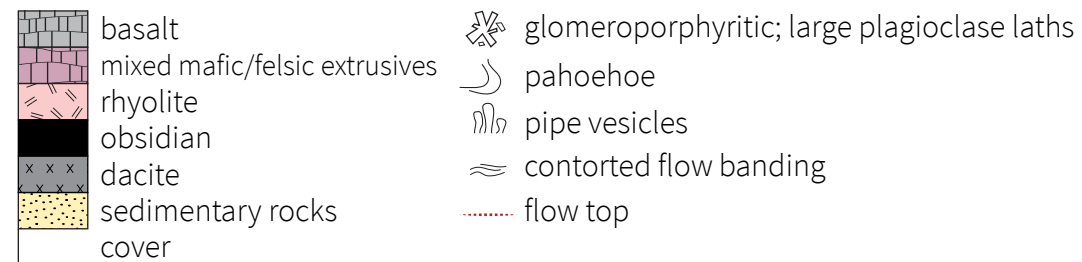 basalt
mixed mafic/felsic extrusives
rhyolite
obsidian
dacite
sedimentary rocks
cover
glomeroporphyritic; large plagioclase laths
pahoehoe
pipe vesicles
contorted flow banding
flow top